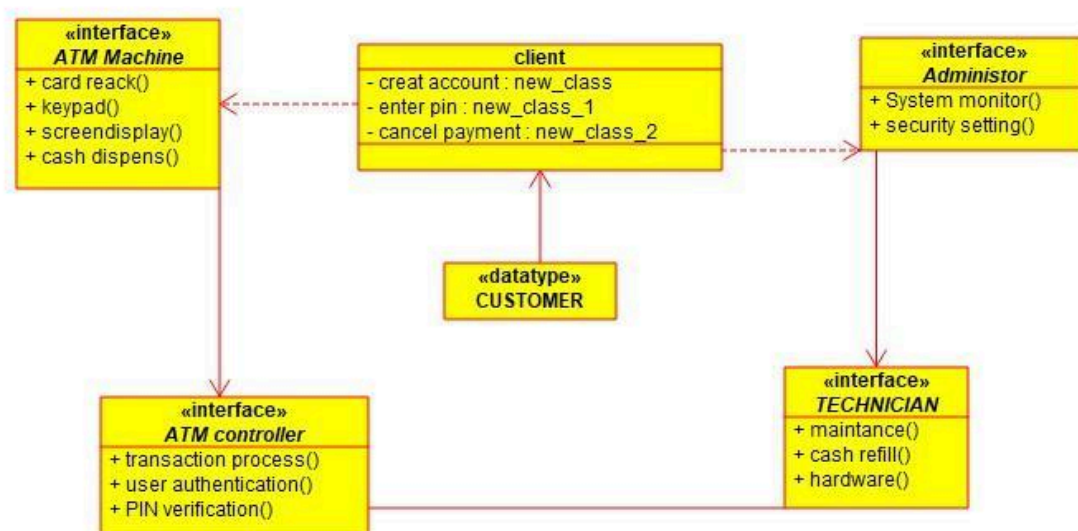 «interface»
ATM Machine
+ card reack()
+ keypad()
+ screendisplay()
+ cash dispens()
client
- creat account : new_class
- enter pin : new_class_1
- cancel payment : new_class_2
«interface»
Administor
+ System monitor()
+ security setting()
«datatype»
CUSTOMER
«interface»
ATM controller
+ transaction process()
+ user authentication()
+ PIN verification()
«interface»
TECHNICIAN
+ maintance()
+ cash refill()
+ hardware()